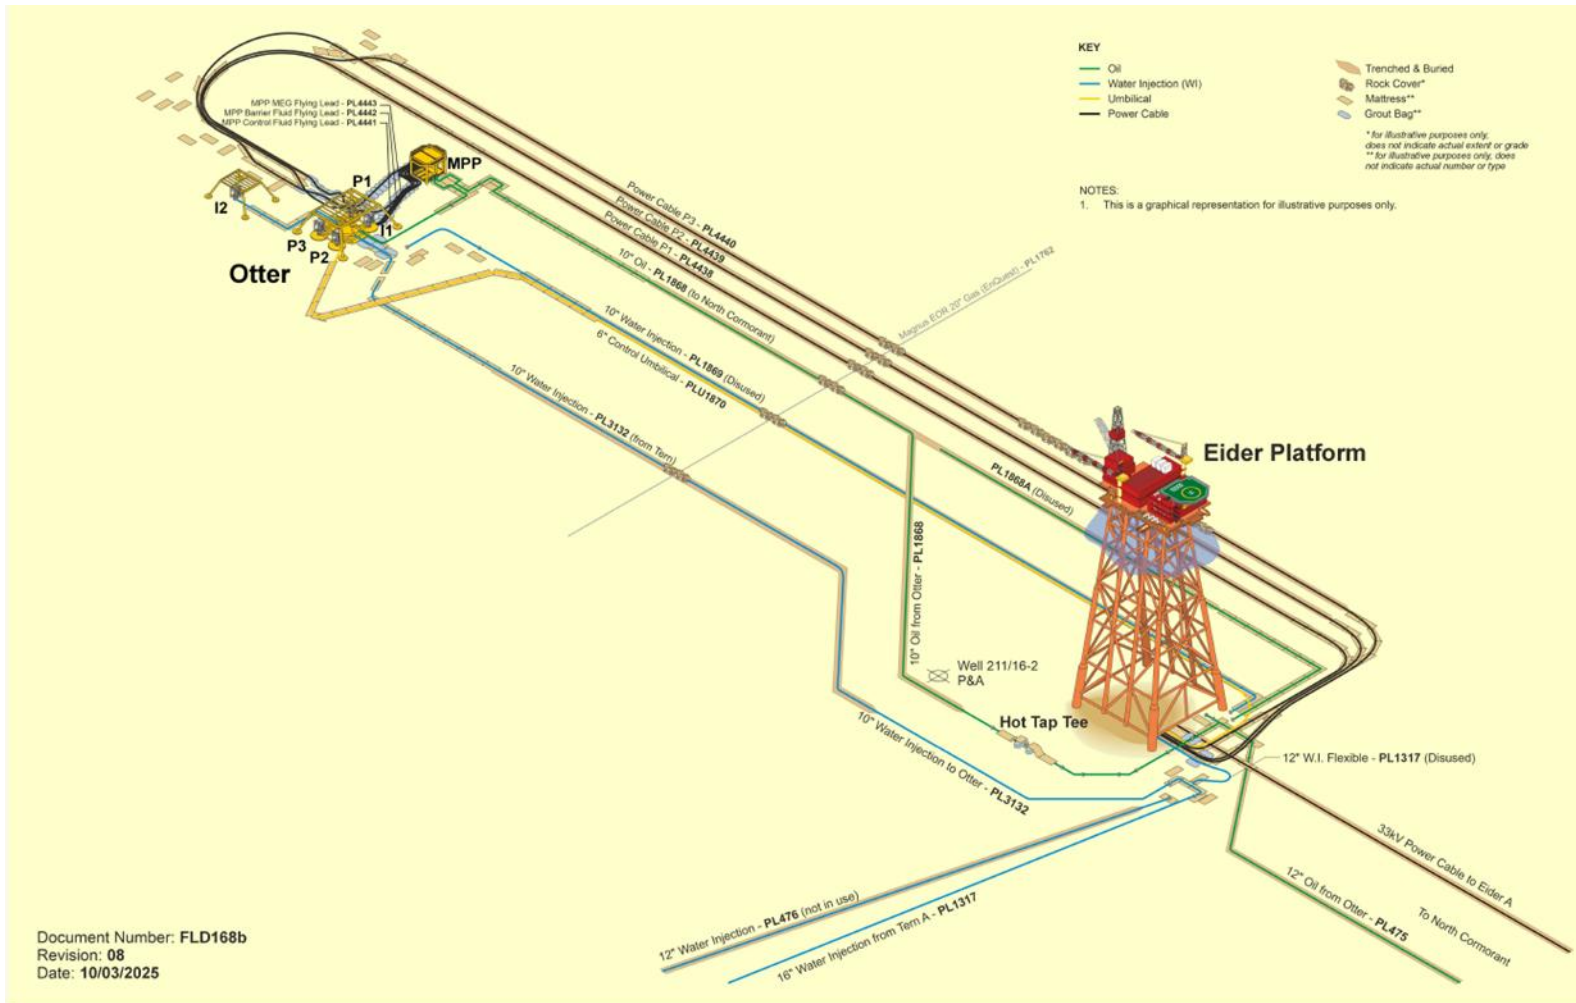 KEY
Oil
Water Injection (WI)
Umbilical
Power Cable
Trenched & Buried
Rock Cover*
Mattress**
Grout Bag**
* for illustrative purposes only,
does not indicate actual extent or grade
** for illustrative purposes only, does
not indicate actual number or type
NOTES:
1. This is a graphical representation for illustrative purposes only.
MPP MEG Flying Lead - PL4443
MPP Barrier Fluid Flying Lead - PL4442
MPP Control Fluid Flying Lead - PL4441
MPP
P1
I2
I1
P3
P2
Otter
Power Cable P3 - PL4440
Power Cable P2 - PL4439
Power Cable P1 - PL4438
10" Oil - PL1868 (to North Cormorant)
Magnus EOR 20" Gas (EnQuest) - PL1762
10" Water Injection - PL1869 (Disused)
6" Control Umbilical - PLU1870
10" Water Injection - PL3132 (from Tern)
Eider Platform
PL1868A (Disused)
10" Oil from Otter - PL1868
Well 211/16-2
P&A
Hot Tap Tee
10" Water Injection to Otter - PL3132
12" W.I. Flexible - PL1317 (Disused)
33kV Power Cable to Eider A
12" Oil from Otter - PL475
To North Cormorant
12" Water Injection - PL476 (not in use)
16" Water Injection from Tern A - PL1317
Document Number: FLD168b
Revision: 08
Date: 10/03/2025